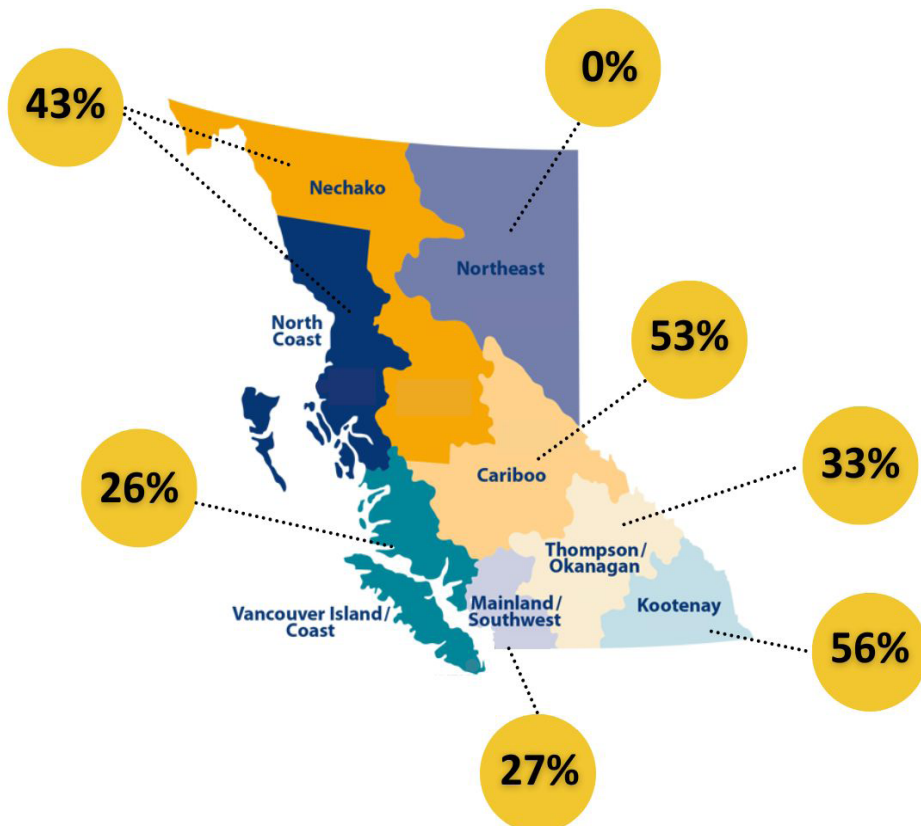 0%
43%
Nechako
Northeast
North
Coast
53%
Cariboo
33%
26%
Thompson/
Okanagan
Mainland/
Southwest
Kootenay
Vancouver Island/
Coast
56%
27%